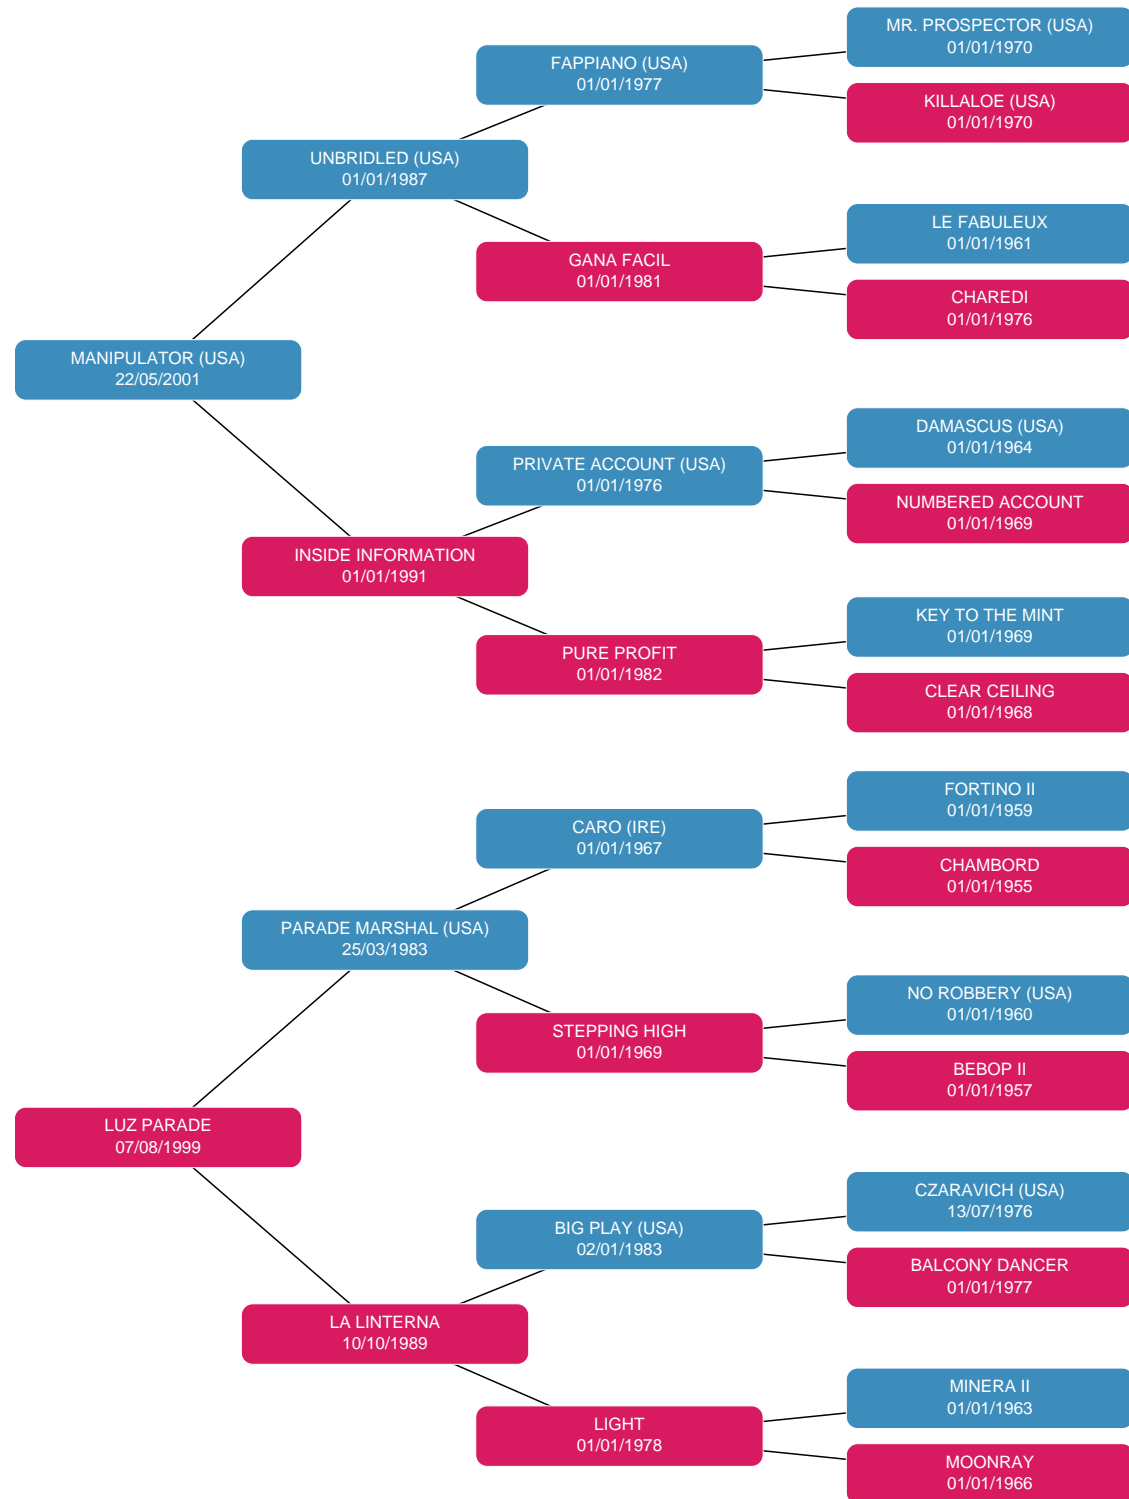 MR. PROSPECTOR (USA)
01/01/1970
FAPPIANO (USA)
01/01/1977
KILLALOE (USA)
01/01/1970
UNBRIDLED (USA)
01/01/1987
LE FABULEUX
01/01/1961
GANA FACIL
01/01/1981
CHAREDI
01/01/1976
MANIPULATOR (USA)
22/05/2001
DAMASCUS (USA)
01/01/1964
PRIVATE ACCOUNT (USA)
01/01/1976
NUMBERED ACCOUNT
01/01/1969
INSIDE INFORMATION
01/01/1991
KEY TO THE MINT
01/01/1969
PURE PROFIT
01/01/1982
CLEAR CEILING
01/01/1968
FORTINO II
01/01/1959
CARO (IRE)
01/01/1967
CHAMBORD
01/01/1955
PARADE MARSHAL (USA)
25/03/1983
NO ROBBERY (USA)
01/01/1960
STEPPING HIGH
01/01/1969
BEBOP II
01/01/1957
LUZ PARADE
07/08/1999
CZARAVICH (USA)
13/07/1976
BIG PLAY (USA)
02/01/1983
BALCONY DANCER
01/01/1977
LA LINTERNA
10/10/1989
MINERA II
01/01/1963
LIGHT
01/01/1978
MOONRAY
01/01/1966